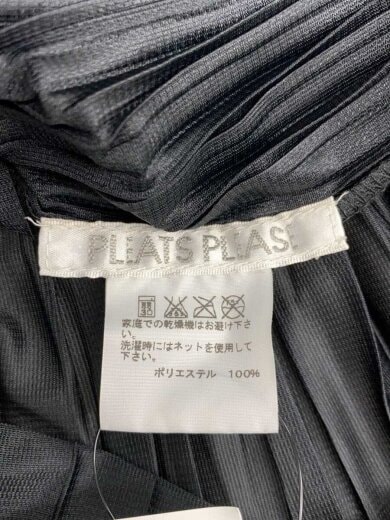 PLEATS PLEASE
家庭での乾燥機はお避け下さ
い。
洗濯時にはネットを使用して
下さい。
ポリエステル 100%